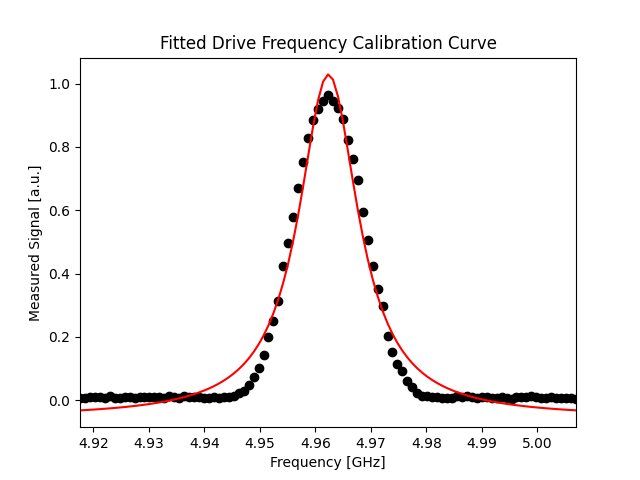 Fitted Drive Frequency Calibration Curve
Measured Signal [a.u.]
1.0
0.8
0.6
0.4
0.2
0.0
4.92 4.93 4.94 4.95 4.96 4.97 4.98 4.99 5.00
Frequency [GHz]